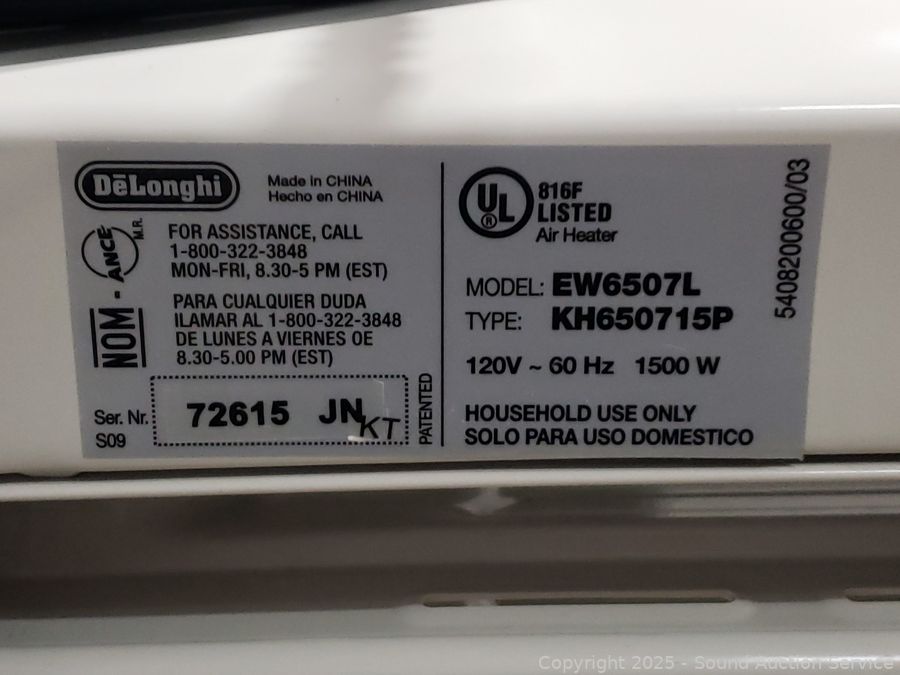 DeLonghi
Made in CHINA
Hecho en CHINA
NOM - ANCE M.R.
FOR ASSISTANCE, CALL
1-800-322-3848
MON-FRI, 8.30-5 PM (EST)
PARA CUALQUIER DUDA
ILAMAR AL 1-800-322-3848
DE LUNES A VIERNES OE
8.30-5.00 PM (EST)
Ser. Nr.
S09
72615 JN
KT
PATENTED
UL ®
816F
LISTED
Air Heater
MODEL: EW6507L
TYPE: KH650715P
120V ~ 60 Hz 1500 W
HOUSEHOLD USE ONLY
SOLO PARA USO DOMESTICO
5408200600/03
Copyright 2025 - Sound Auction Service